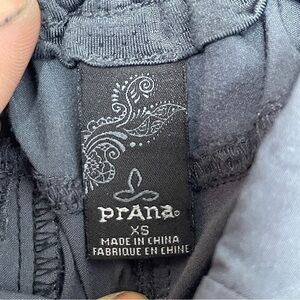 prAna
XS
MADE IN CHINA
FABRIQUE EN CHINE